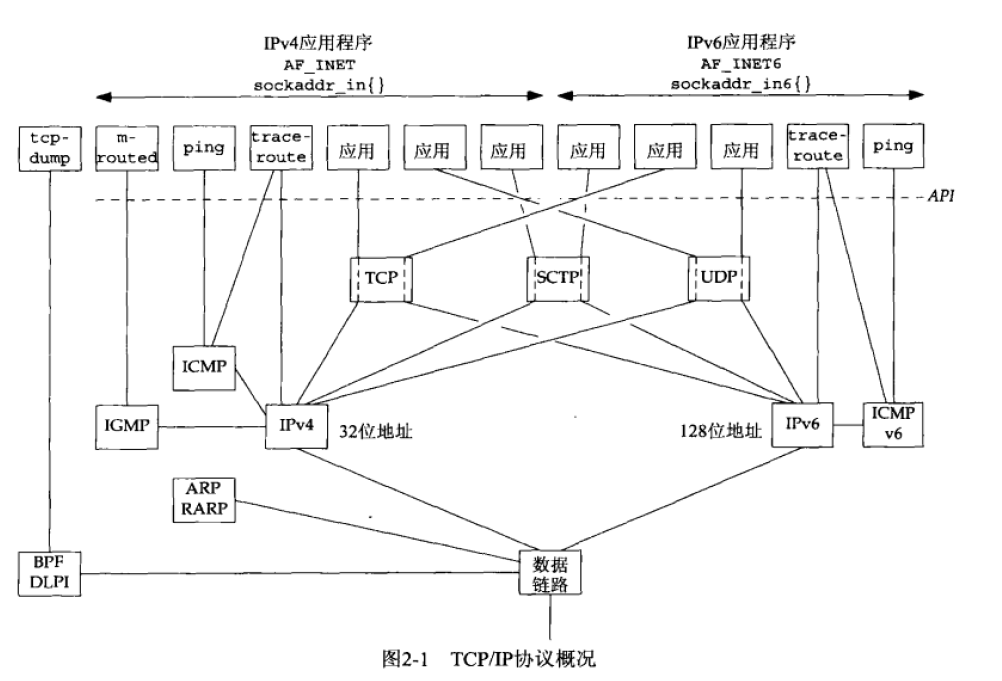 IPv4应用程序
AF_INET
sockaddr_in{}
IPv6应用程序
AF_INET6
sockaddr_in6{}
tcp-
dump
m-
routed
ping
trace-
route
应用
应用
应用
应用
应用
应用
trace-
route
ping
API
TCP
SCTP
UDP
ICMP
IGMP
IPv4
32位地址
128位地址
IPv6
ICMP
v6
ARP
RARP
BPF
DLPI
数据
链路
图2-1 TCP/IP协议概况